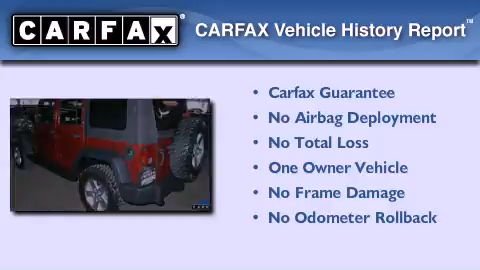 CARFAX® CARFAX Vehicle History Report™
• Carfax Guarantee
• No Airbag Deployment
• No Total Loss
• One Owner Vehicle
• No Frame Damage
• No Odometer Rollback